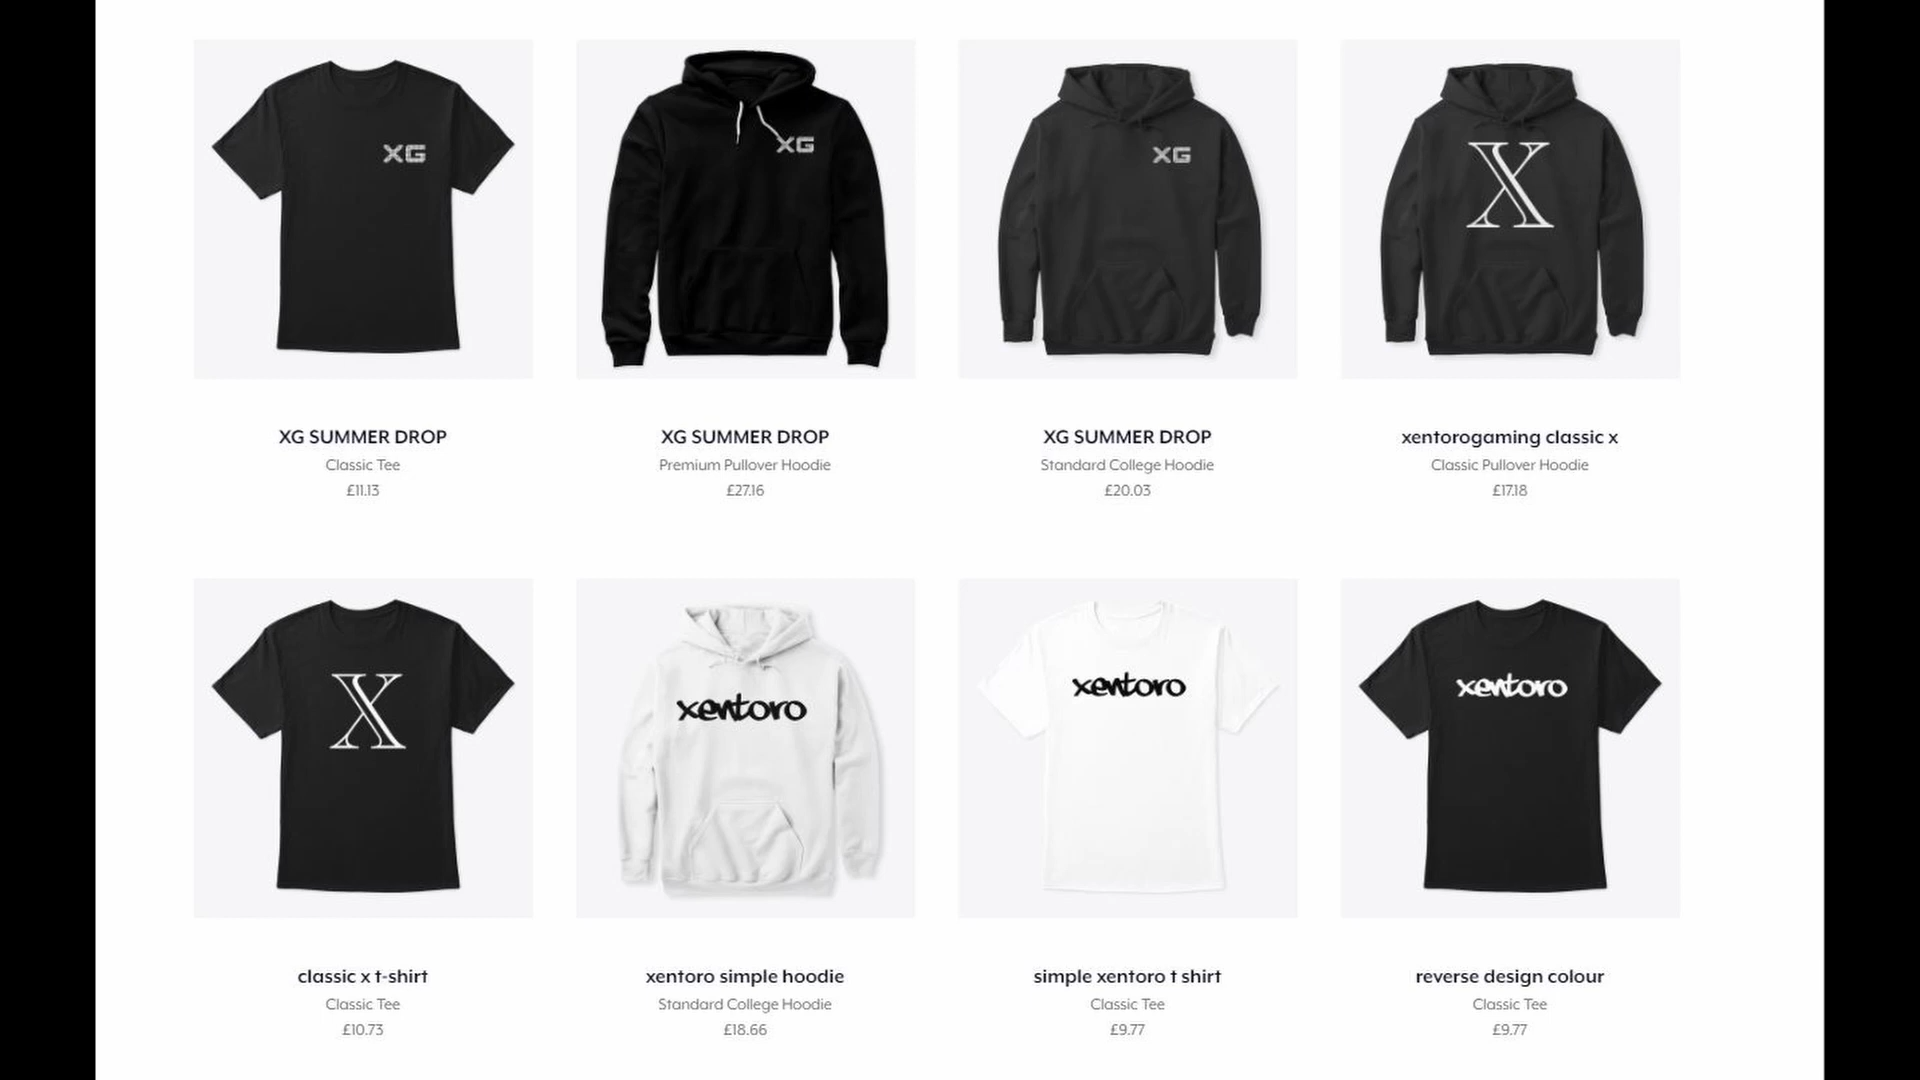 XG
XG
XG
X
XG SUMMER DROP
Classic Tee
£11.13
XG SUMMER DROP
Premium Pullover Hoodie
£27.16
XG SUMMER DROP
Standard College Hoodie
£20.03
xentorogaming classic x
Classic Pullover Hoodie
£17.18
X
xentoro
xentoro
xentoro
classic x t-shirt
Classic Tee
£10.73
xentoro simple hoodie
Standard College Hoodie
£18.66
simple xentoro t shirt
Classic Tee
£9.77
reverse design colour
Classic Tee
£9.77